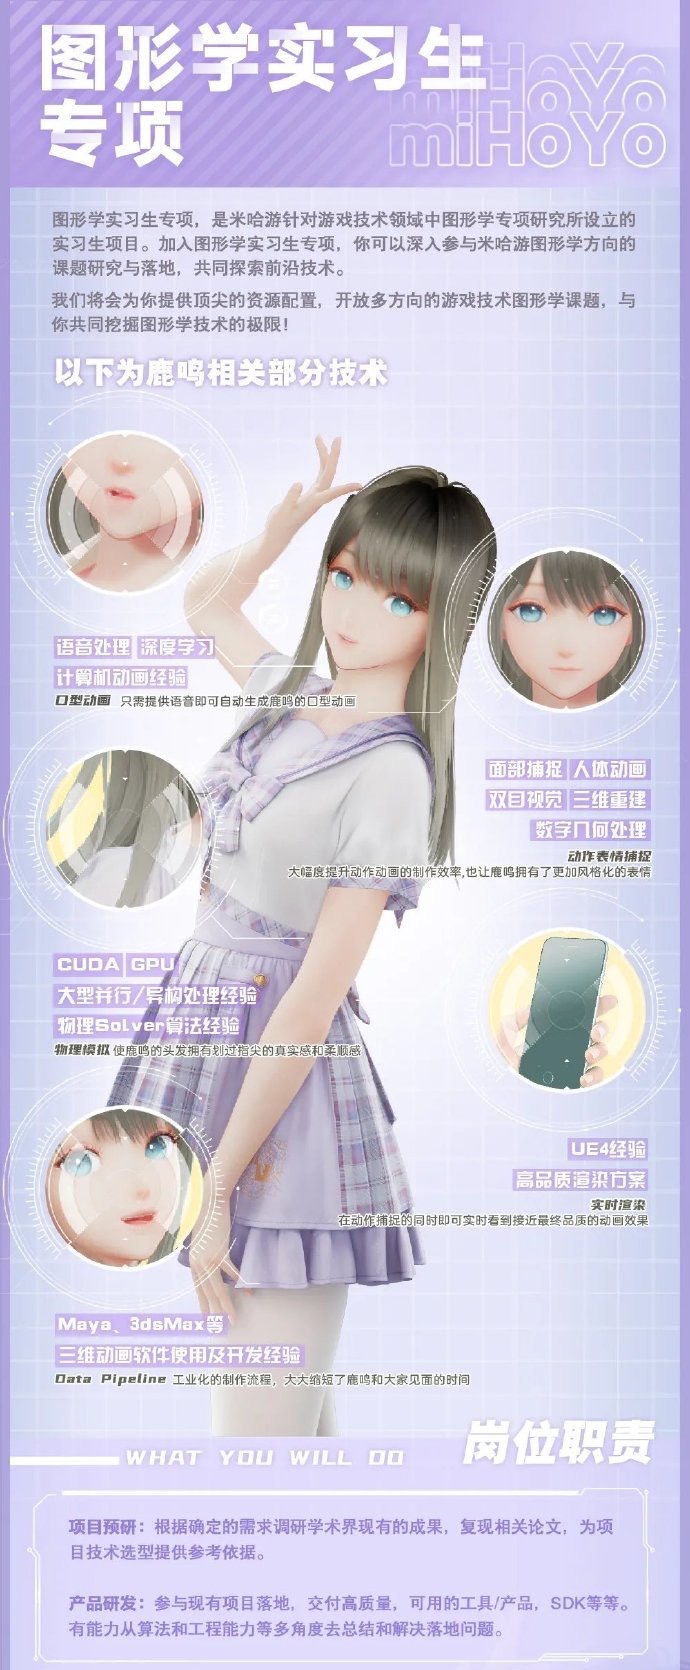 图形学实习生
专项
miHoYo
miHoYo
图形学实习生专项，是米哈游针对游戏技术领域中图形学专项研究所设立的
实习生项目。加入图形学实习生专项，你可以深入参与米哈游图形学方向的
课题研究与落地，共同探索前沿技术。
我们将会为你提供顶尖的资源配置，开放多方向的游戏技术图形学课题，与
你共同挖掘图形学技术的极限！
以下为鹿鸣相关部分技术
语音处理 深度学习
计算机动画经验
口型动画 只需提供语音即可自动生成鹿鸣的口型动画
面部捕捉 人体动画
双目视觉 三维重建
数字几何处理
动作表情捕捉
大幅度提升动作动画的制作效率,也让鹿鸣拥有了更加风格化的表情
CUDA GPU
大型并行/异构处理经验
物理Solver算法经验
物理模拟 使鹿鸣的头发拥有划过指尖的真实感和柔顺感
UE4经验
高品质渲染方案
实时渲染
在动作捕捉的同时即可实时看到接近最终品质的动画效果
Maya、3dsMax等
三维动画软件使用及开发经验
Data Pipeline 工业化的制作流程，大大缩短了鹿鸣和大家见面的时间
WHAT YOU WILL DO 岗位职责
项目预研：根据确定的需求调研学术界现有的成果，复现相关论文，为项
目技术选型提供参考依据。
产品研发：参与现有项目落地，交付高质量，可用的工具/产品，SDK等等。
有能力从算法和工程能力等多角度去总结和解决落地问题。